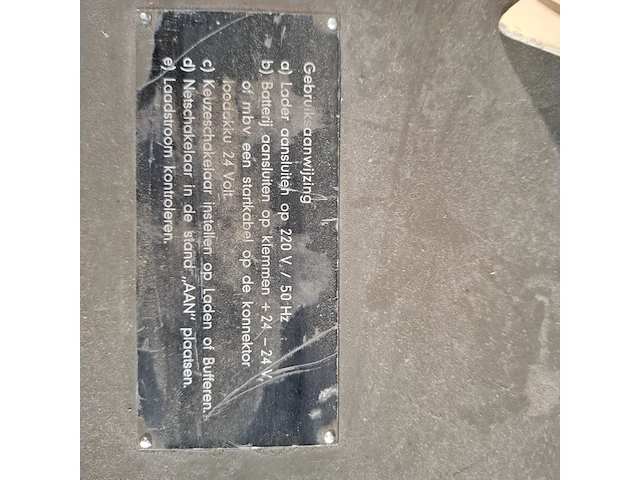 Gebruiksaanwijzing
a) Lader aansluiten op 220 V. / 50 Hz
b) Batterij aansluiten op klemmen + 24 – 24 V,
of mbv een startkabel op de konnektor
loodakku 24 Volt.
c) Keuzeschakelaar instellen op Laden of Bufferen.
d) Netschakelaar in de stand „AAN” plaatsen.
e) Laadstroom kontroleren.